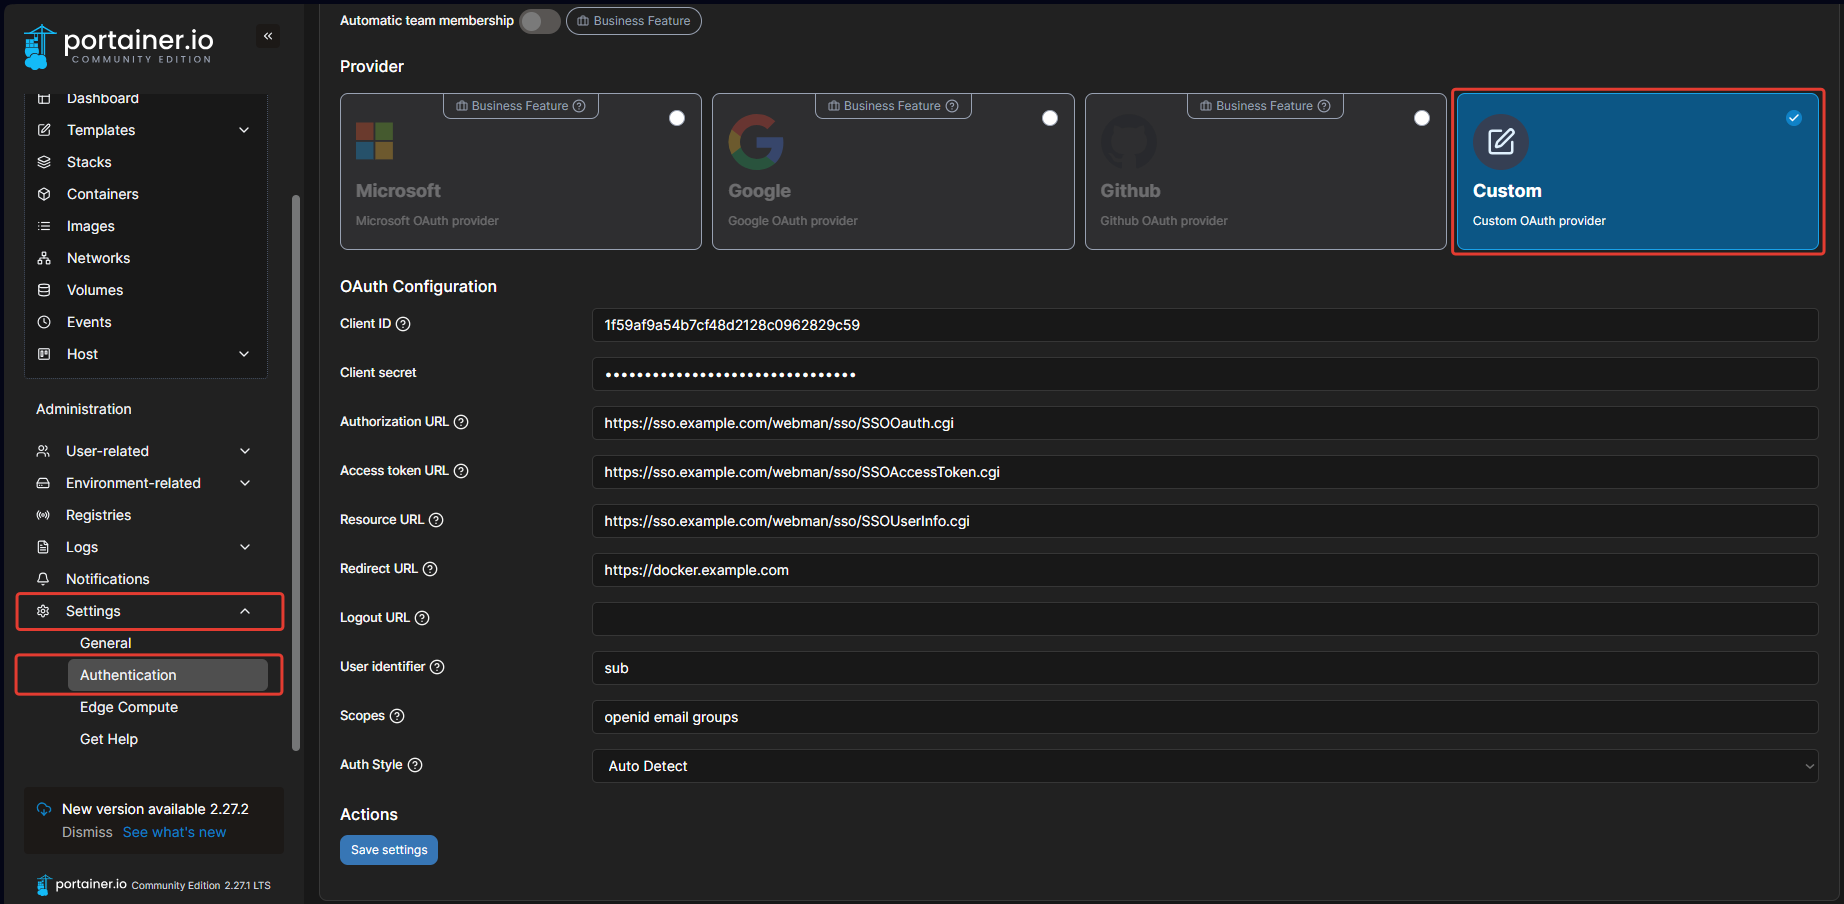 portainer.io
COMMUNITY EDITION
Dashboard
Templates
Stacks
Containers
Images
Networks
Volumes
Events
Host
Administration
User-related
Environment-related
Registries
Logs
Notifications
Settings
General
Authentication
Edge Compute
Get Help
New version available 2.27.2
Dismiss See what's new
portainer.io Community Edition 2.27.1 LTS
Automatic team membership Business Feature
Provider
Business Feature
Microsoft
Microsoft OAuth provider
Business Feature
Google
Google OAuth provider
Business Feature
Github
Github OAuth provider
Custom
Custom OAuth provider
OAuth Configuration
Client ID 1f59af9a54b7cf48d2128c0962829c59
Client secret ••••••••••••••••••••••••••••••••
Authorization URL https://sso.example.com/webman/sso/SSOOauth.cgi
Access token URL https://sso.example.com/webman/sso/SSOAccessToken.cgi
Resource URL https://sso.example.com/webman/sso/SSOUserInfo.cgi
Redirect URL https://docker.example.com
Logout URL
User identifier sub
Scopes openid email groups
Auth Style Auto Detect
Actions
Save settings